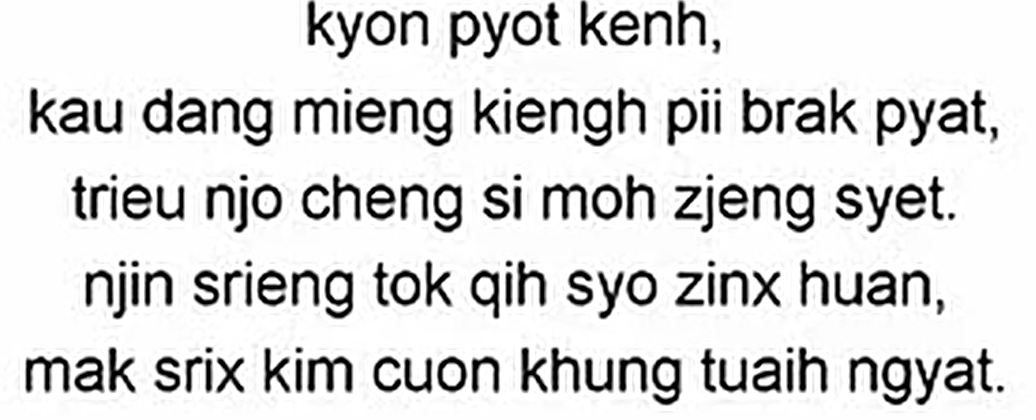 kyon pyot kenh,
kau dang mieng kiengh pii brak pyat,
trieu njo cheng si moh zjeng syet.
njin srieng tok qih syo zinx huan,
mak srix kim cuon khung tuaih ngyat.